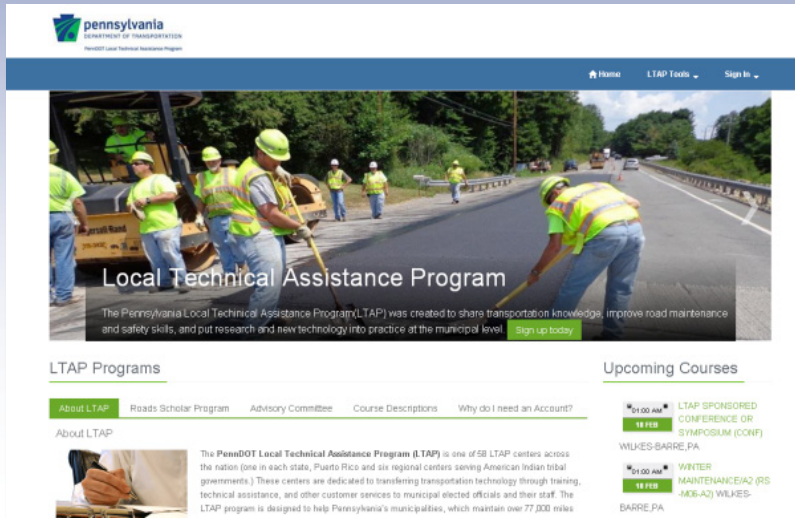 pennsylvania
DEPARTMENT OF TRANSPORTATION
PennDOT Local Technical Assistance Program
Home LTAP Tools Sign In
Local Technical Assistance Program
The Pennsylvania Local Techinical Assistance Program(LTAP) was created to share transportation knowledge, improve road maintenance
and safety skills, and put research and new technology into practice at the municipal level. Sign up today
LTAP Programs
About LTAP Roads Scholar Program Advisory Committee Course Descriptions Why do I need an Account?
About LTAP
The PennDOT Local Technical Assistance Program (LTAP) is one of 58 LTAP centers across
the nation (one in each state, Puerto Rico and six regional centers serving American Indian tribal
governments.) These centers are dedicated to transferring transportation technology through training,
technical assistance, and other customer services to municipal elected officials and their staff. The
LTAP program is designed to help Pennsylvania's municipalities, which maintain over 77,000 miles
Upcoming Courses
01:00 AM
18 FEB
LTAP SPONSORED
CONFERENCE OR
SYMPOSIUM (CONF)
WILKES-BARRE,PA
01:00 AM
18 FEB
WINTER
MAINTENANCE/A2 (RS
-M06-A2) WILKES-
BARRE,PA